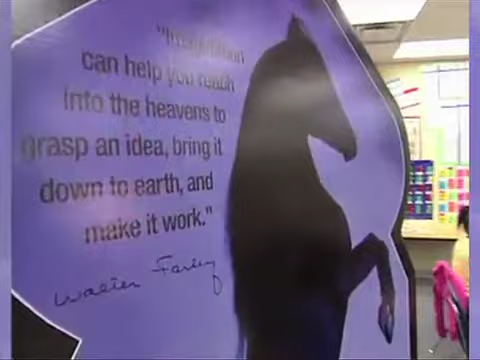 "Imagination
can help you reach
into the heavens to
grasp an idea, bring it
down to earth, and
make it work."
Walter Farley